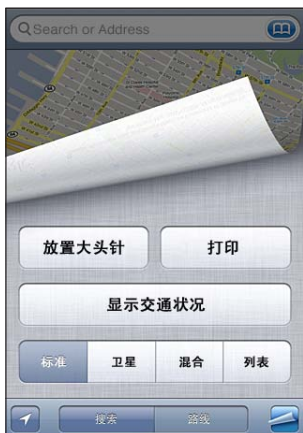 Search or Address
放置大头针
打印
显示交通状况
标准
卫星
混合
列表
搜索
路线